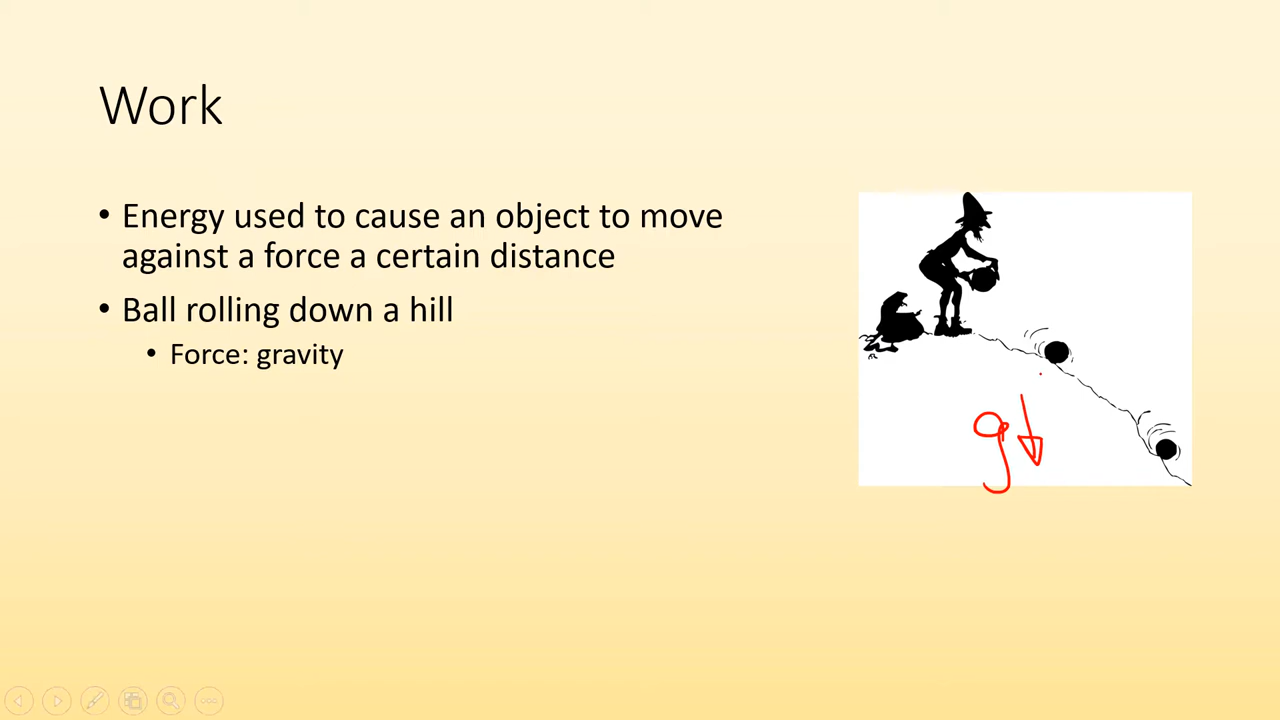 Work
• Energy used to cause an object to move
against a force a certain distance
• Ball rolling down a hill
• Force: gravity
g↓